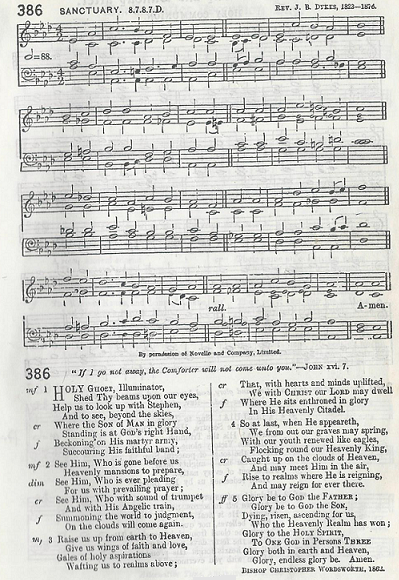 386 SANCTUARY. 8.7.8.7.D. REV. J. B. DYKES, 1823—1876.
=88.
rall.
A-men.
By permission of Novello and Company, Limited.
386 "If I go not away, the Comforter will not come unto you."—JOHN xvi. 7.
mf 1 HOLY GHOST, Illuminator,
Shed Thy beams upon our eyes,
Help us to look up with Stephen,
And to see, beyond the skies,
cr Where the SON OF MAN in glory
Standing is at GOD's right Hand,
f Beckoning on His martyr army,
Succouring His faithful band;
mf 2 See Him, Who is gone before us
Heavenly mansions to prepare,
dim See Him, Who is ever pleading
For us with prevailing prayer;
cr See Him, Who with sound of trumpet
And with His Angelic train,
f Summoning the world to judgment,
On the clouds will come again.
mf 3 Raise us up from earth to Heaven,
Give us wings of faith and love,
Gales of holy aspirations
Wafting us to realms above;
cr That, with hearts and minds uplifted,
We with CHRIST our LORD may dwell
f Where He sits enthroned in glory
In His Heavenly Citadel.
4 So at last, when He appeareth,
We from out our graves may spring,
With our youth renewed like eagles,
Flocking round our Heavenly King,
cr Caught up on the clouds of Heaven,
And may meet Him in the air,
f Rise to realms where He is reigning,
And may reign for ever there.
ff 5 Glory be to GOD the FATHER;
Glory be to GOD the SON,
Dying, risen, ascending for us,
Who the Heavenly Realm has won;
Glory to the HOLY SPIRIT,
To ONE GOD in Persons THREE
Glory both in earth and Heaven,
Glory, endless glory be. Amen.
BISHOP CHRISTOPHER WORDSWORTH, 1862.